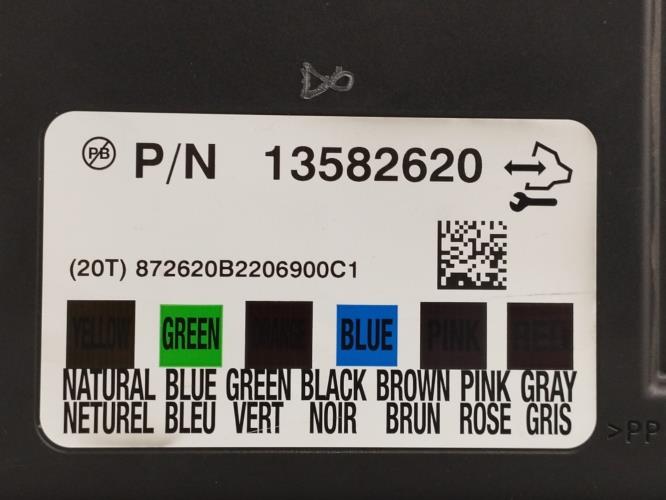 PB P/N 13582620
(20T) 872620B2206900C1
YELLOW GREEN ORANGE BLUE PINK RED
NATURAL BLUE GREEN BLACK BROWN PINK GRAY
NETUREL BLEU VERT NOIR BRUN ROSE GRIS
>PP